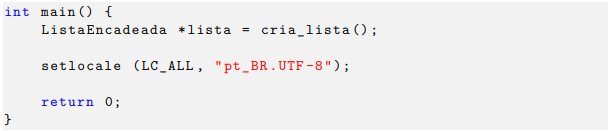 int main() {
    ListaEncadeada *lista = cria_lista();
    setlocale (LC_ALL, "pt_BR.UTF-8");
    return 0;
}